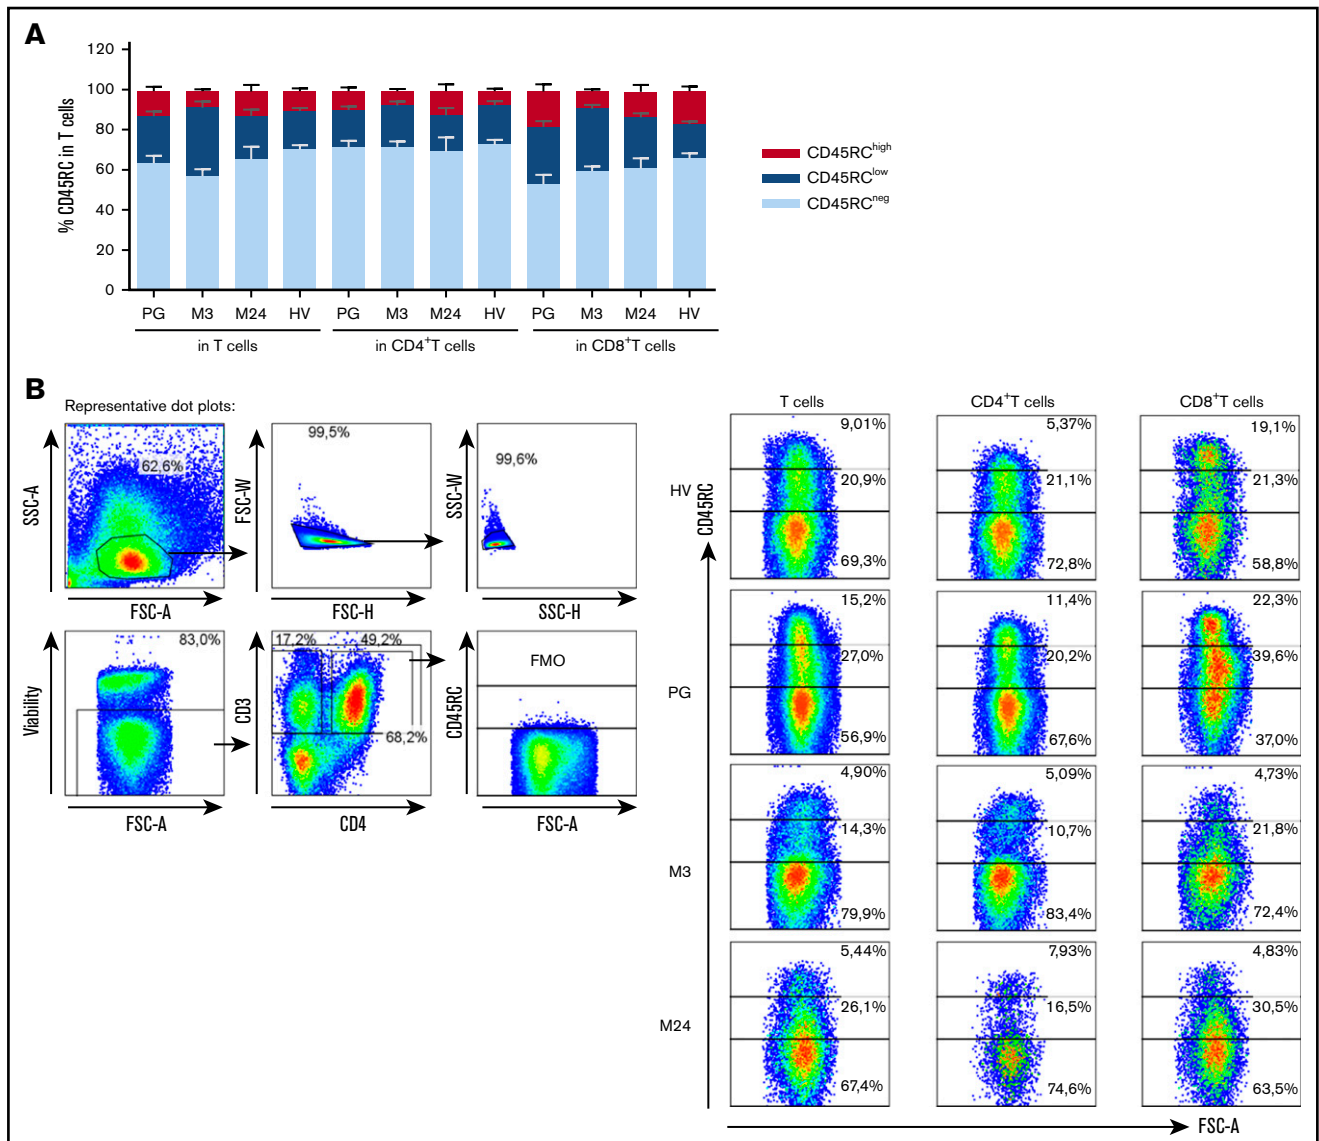 A
% CD45RC in T cells
120
100
80
60
40
20
0
PG M3 M24 HV PG M3 M24 HV PG M3 M24 HV
in T cells in CD4+T cells in CD8+T cells
CD45RChigh
CD45RClow
CD45RCneg
B
Representative dot plots:
SSC-A
62,6%
FSC-A
FSC-W
99,5%
FSC-H
SSC-W
99,6%
SSC-H
Viability
83,0%
FSC-A
CD3
17,2% 49,2%
68,2%
CD4
CD45RC
FMO
FSC-A
T cells CD4+T cells CD8+T cells
CD45RC
HV
9,01% 5,37% 19,1%
20,9% 21,1% 21,3%
69,3% 72,8% 58,8%
PG
15,2% 11,4% 22,3%
27,0% 20,2% 39,6%
56,9% 67,6% 37,0%
M3
4,90% 5,09% 4,73%
14,3% 10,7% 21,8%
79,9% 83,4% 72,4%
M24
5,44% 7,93% 4,83%
26,1% 16,5% 30,5%
67,4% 74,6% 63,5%
FSC-A